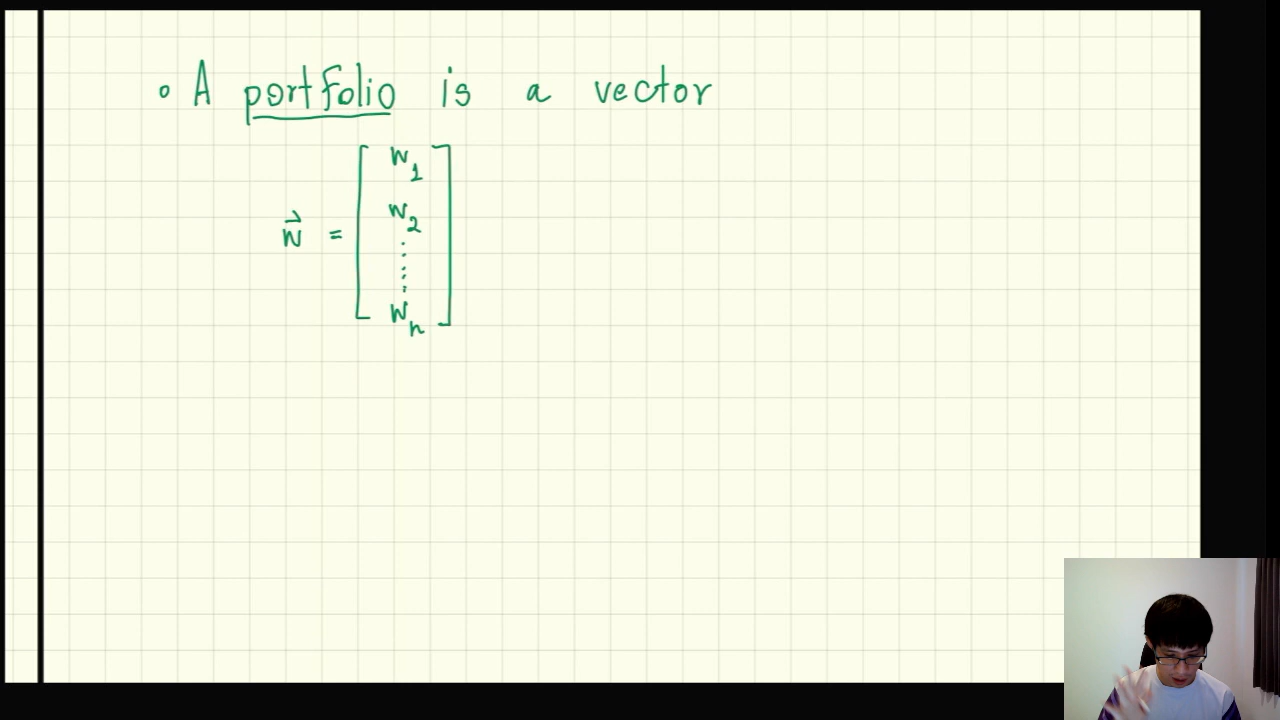 ∘ A portfolio is a vector
w⃗ = [ w₁
w₂
⋮
wₙ ]